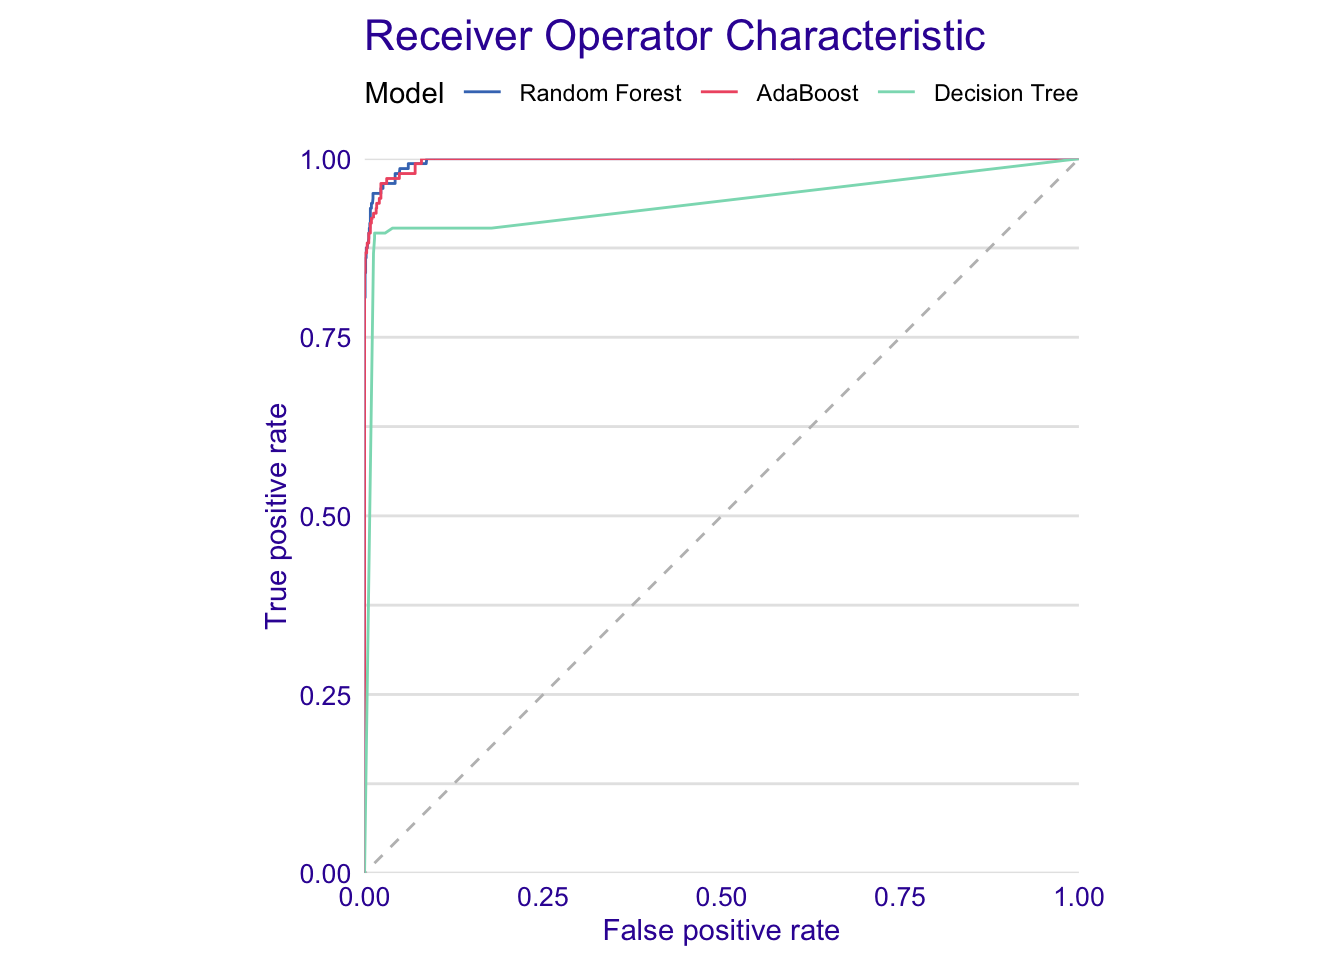 Receiver Operator Characteristic
Model Random Forest AdaBoost Decision Tree
1.00
0.75
0.50
0.25
0.00
True positive rate
0.00 0.25 0.50 0.75 1.00
False positive rate